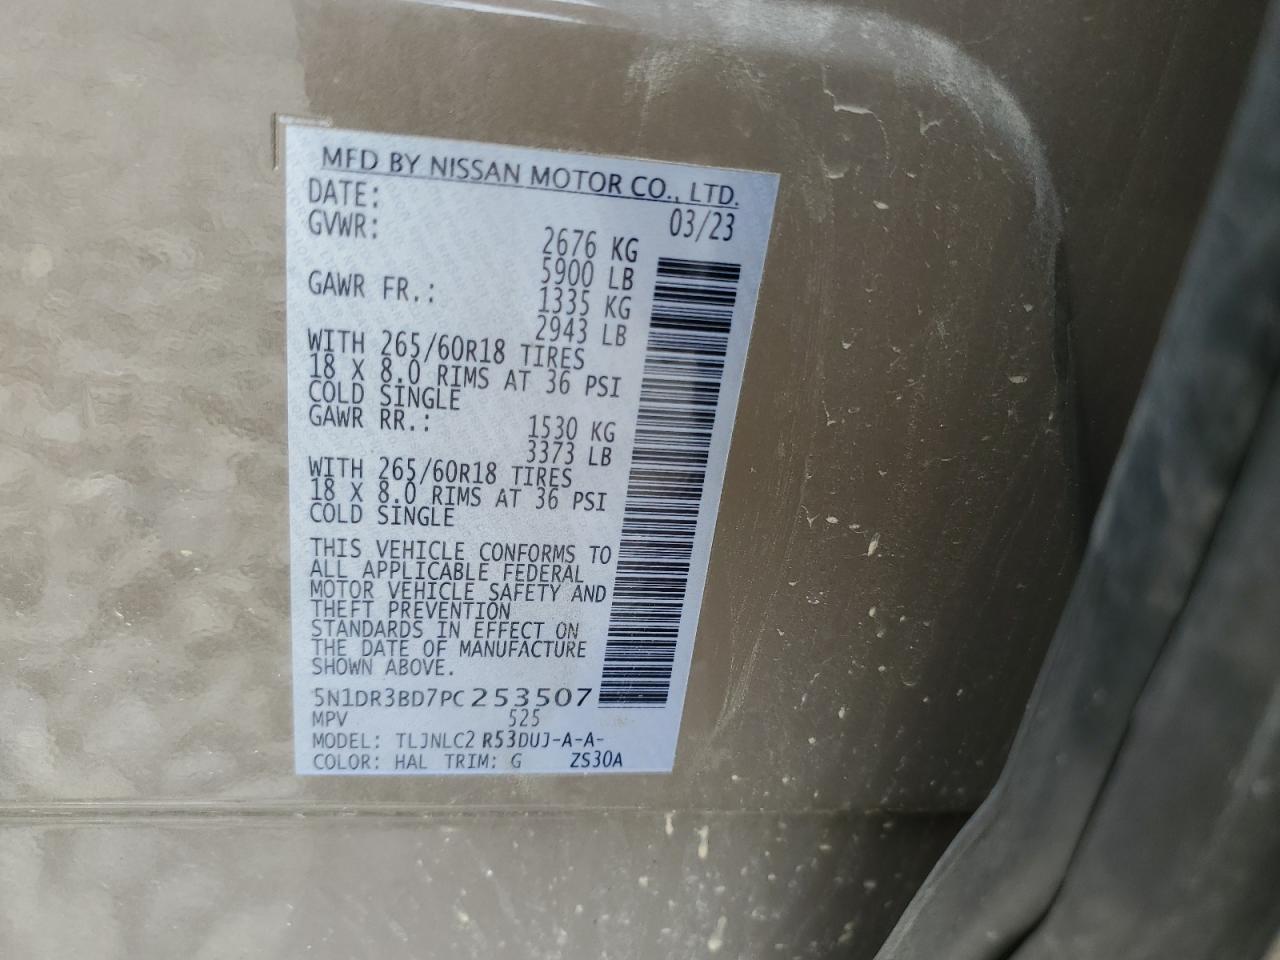 MFD BY NISSAN MOTOR CO., LTD.
DATE: 03/23
GVWR: 2676 KG
5900 LB
GAWR FR.: 1335 KG
2943 LB
WITH 265/60R18 TIRES
18 X 8.0 RIMS AT 36 PSI
COLD SINGLE
GAWR RR.: 1530 KG
3373 LB
WITH 265/60R18 TIRES
18 X 8.0 RIMS AT 36 PSI
COLD SINGLE
THIS VEHICLE CONFORMS TO
ALL APPLICABLE FEDERAL
MOTOR VEHICLE SAFETY AND
THEFT PREVENTION
STANDARDS IN EFFECT ON
THE DATE OF MANUFACTURE
SHOWN ABOVE.
5N1DR3BD7PC253507
MPV 525
MODEL: TLJNLC2 R53DUJ-A-A-
COLOR: HAL TRIM: G ZS30A